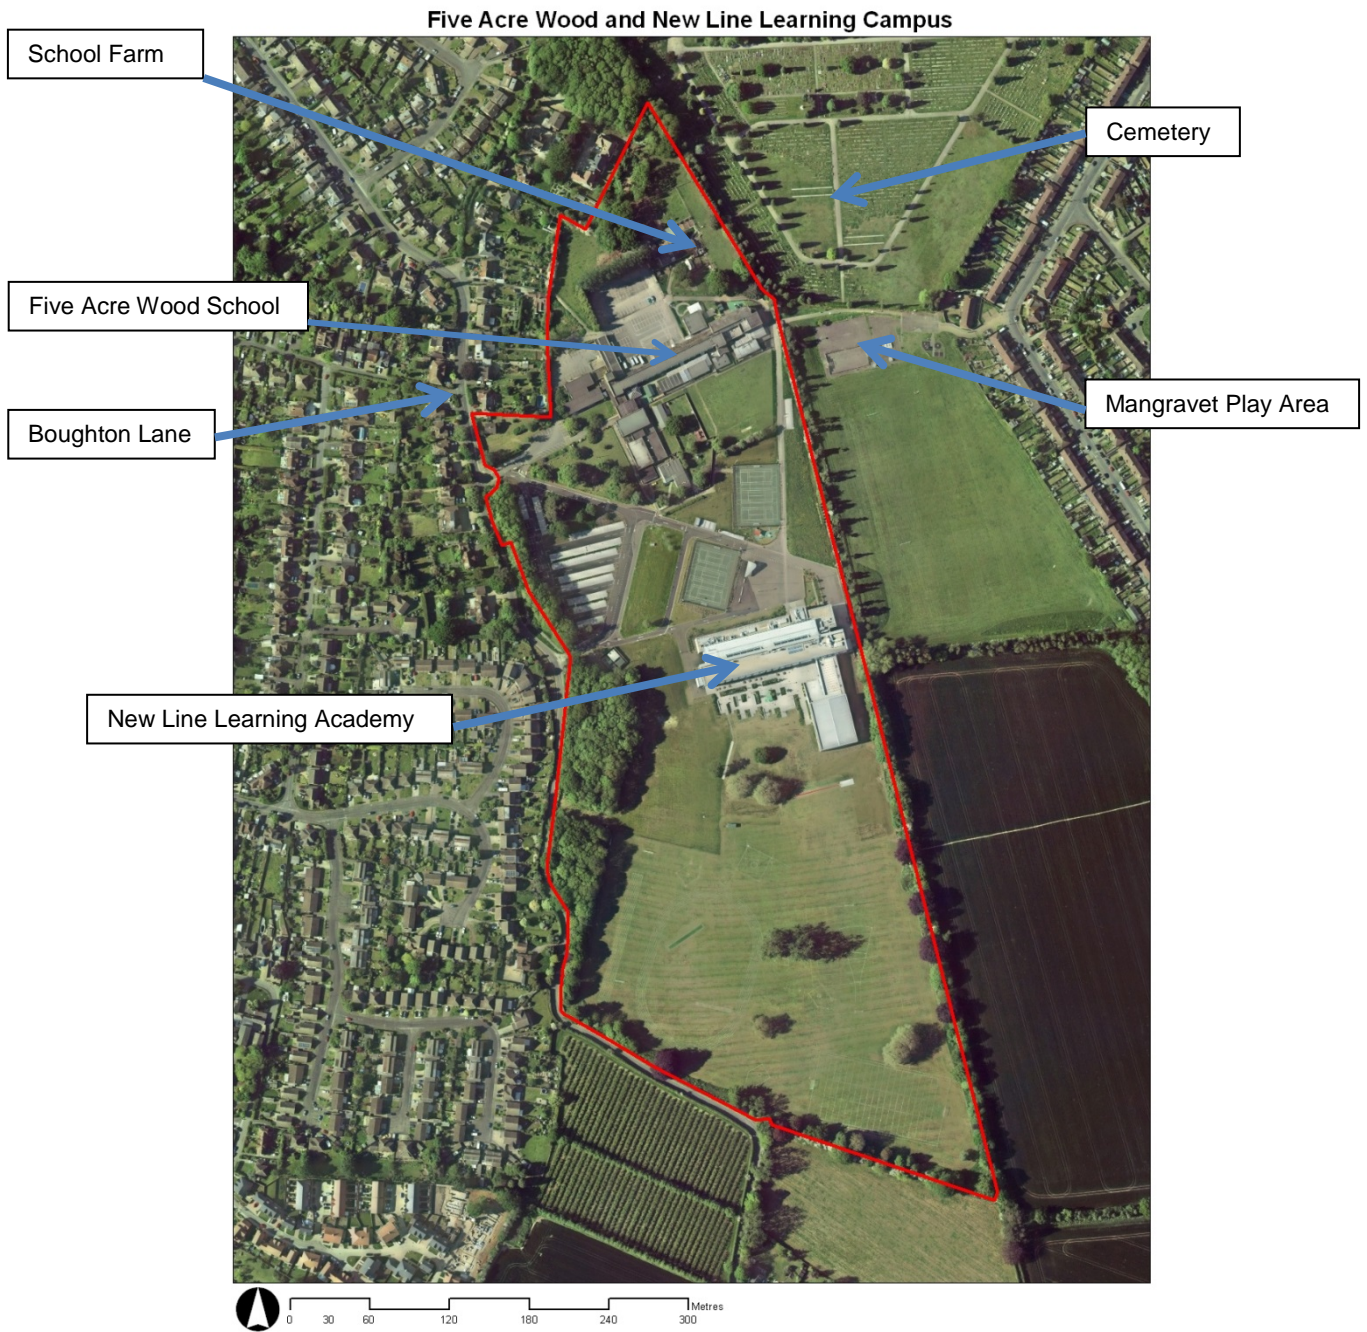 Five Acre Wood and New Line Learning Campus
School Farm
Cemetery
Five Acre Wood School
Mangravet Play Area
Boughton Lane
New Line Learning Academy
Metres
0 30 60 120 180 240 300